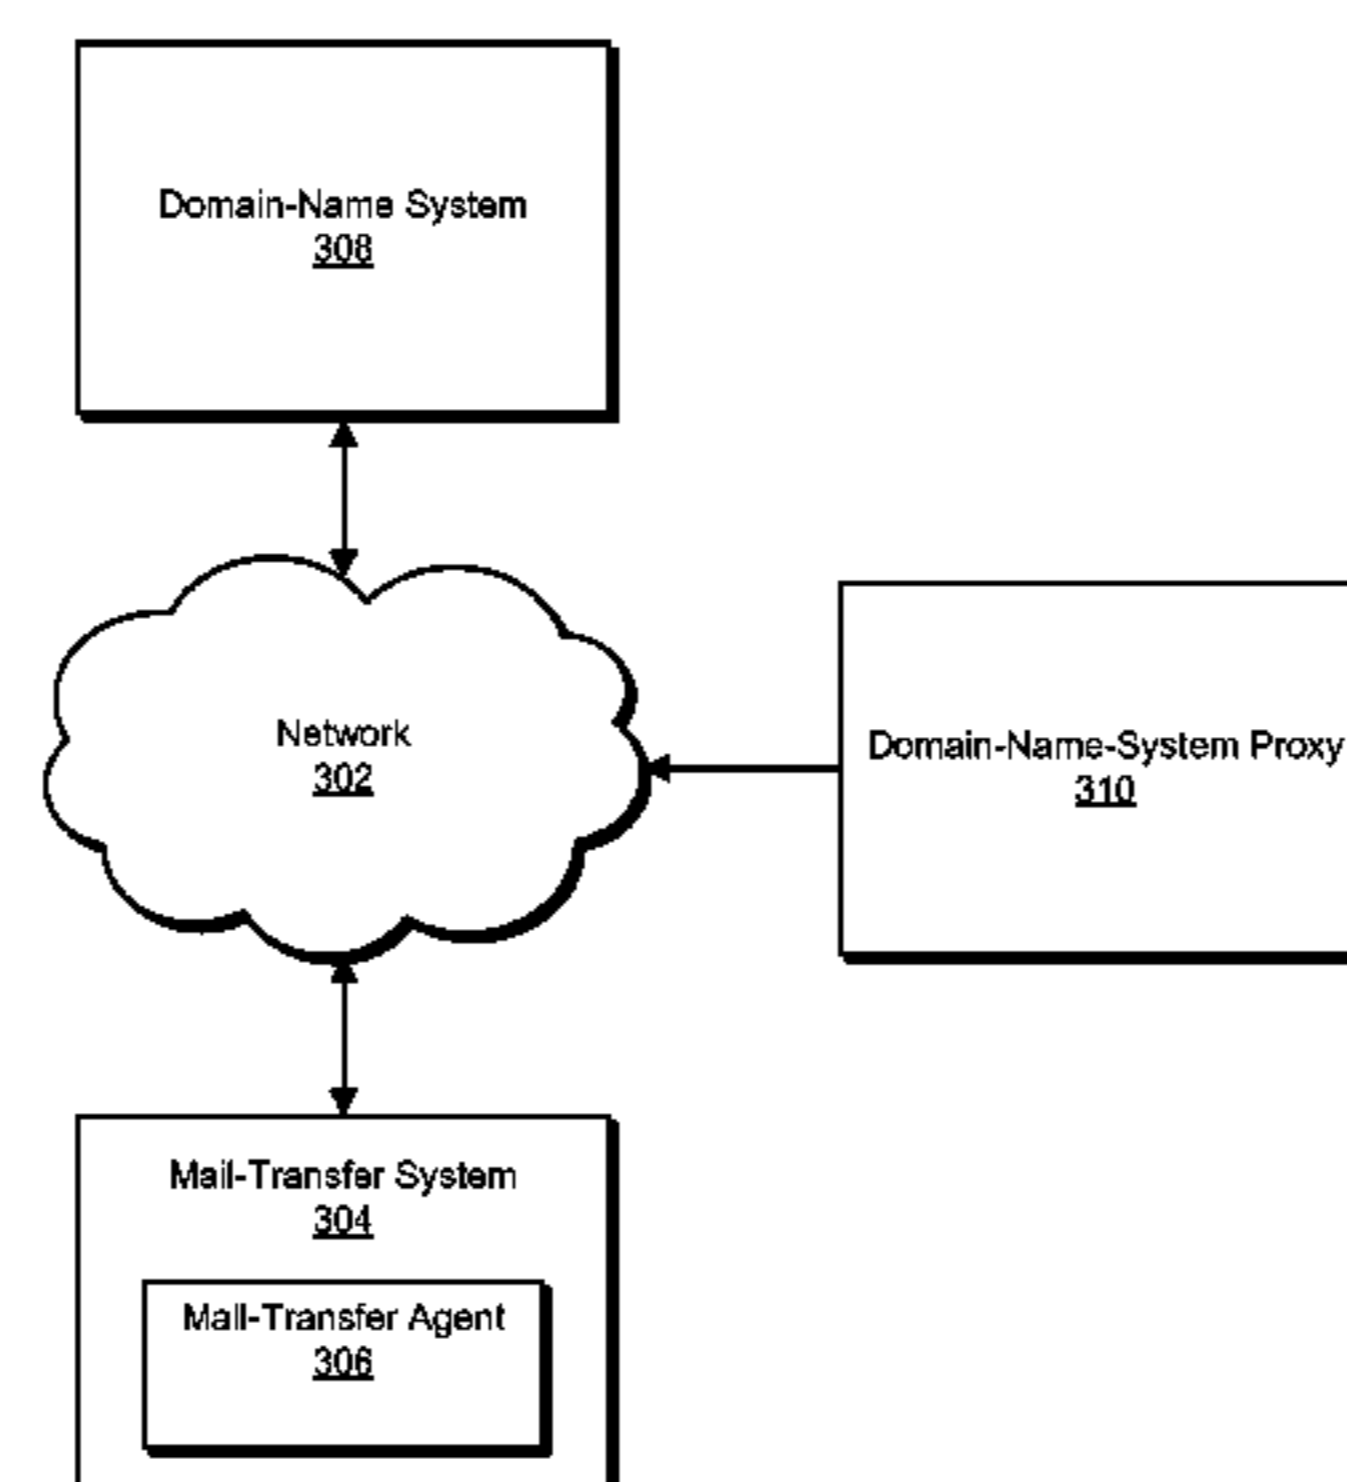 Domain-Name System
308
Network
302
Domain-Name-System Proxy
310
Mail-Transfer System
304
Mail-Transfer Agent
306